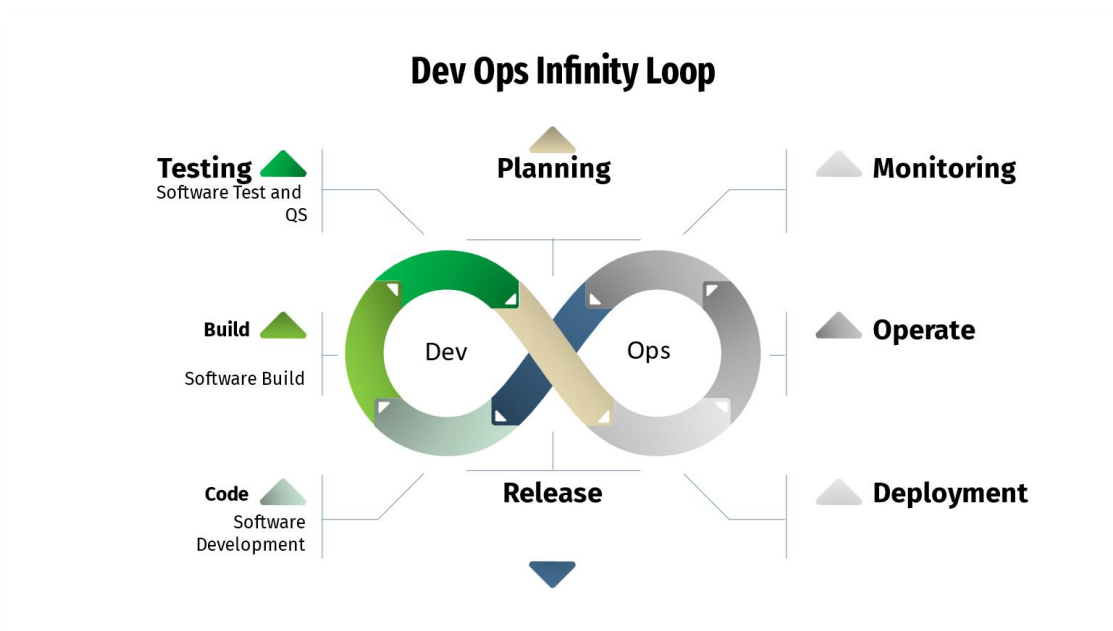 Dev Ops Infinity Loop
Testing
Software Test and
QS
Planning
Monitoring
Build
Software Build
Dev
Ops
Operate
Code
Software
Development
Release
Deployment